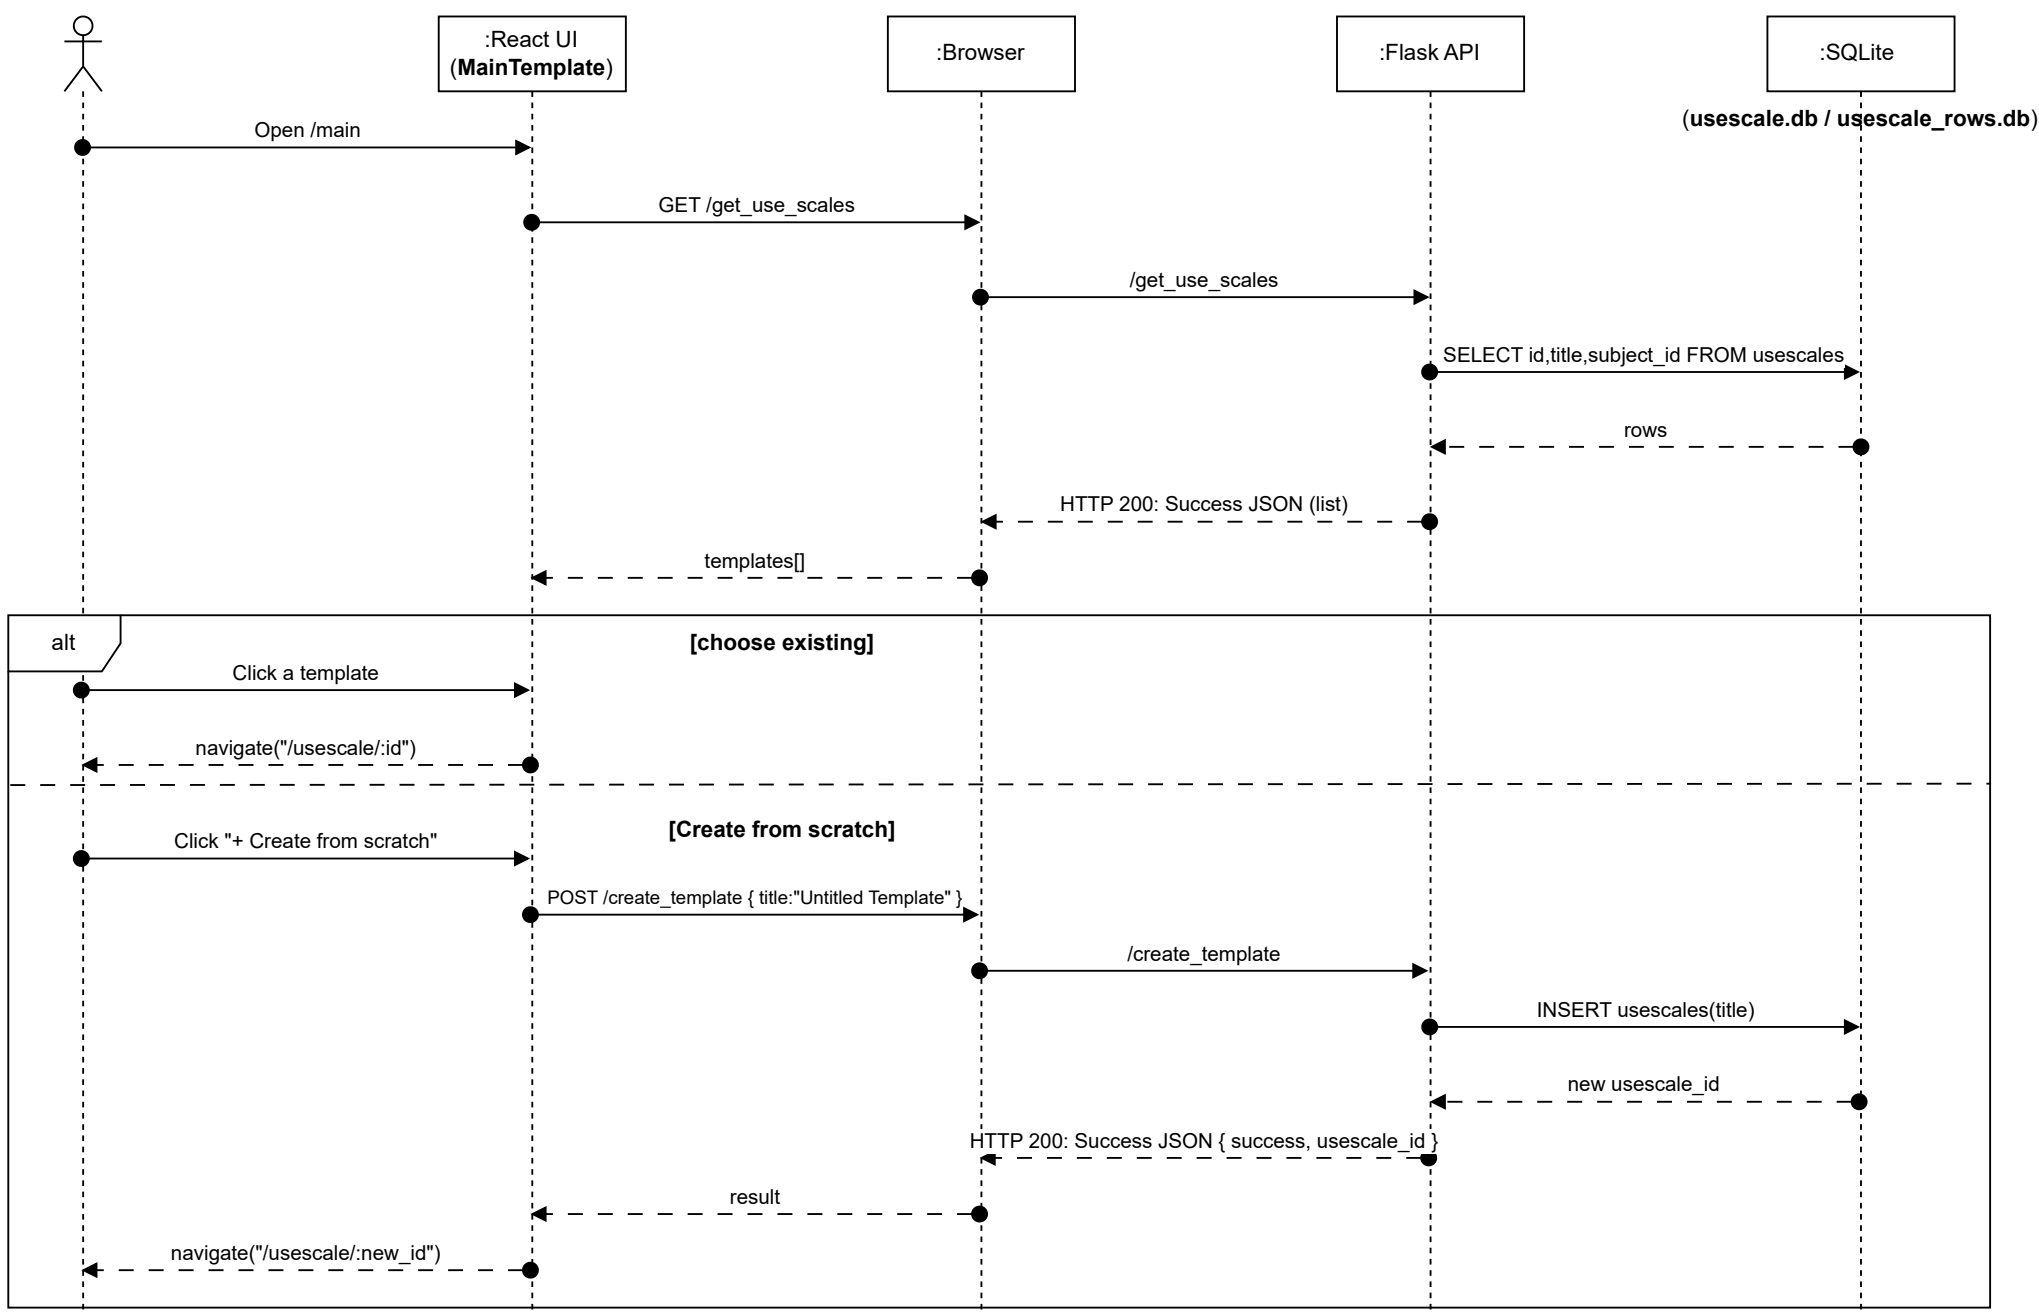 :React UI
(MainTemplate)
:Browser
:Flask API
:SQLite
(usescale.db / usescale_rows.db)
Open /main
GET /get_use_scales
/get_use_scales
SELECT id,title,subject_id FROM usescales
rows
HTTP 200: Success JSON (list)
templates[]
alt
[choose existing]
Click a template
navigate("/usescale/:id")
[Create from scratch]
Click "+ Create from scratch"
POST /create_template { title:"Untitled Template" }
/create_template
INSERT usescales(title)
new usescale_id
HTTP 200: Success JSON { success, usescale_id }
result
navigate("/usescale/:new_id")